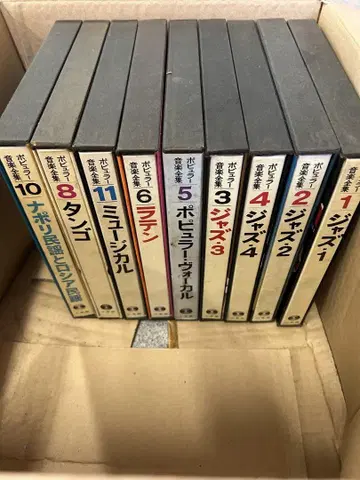 ポピュラー
音楽全集
10
ナポリ民謡とロシア民謡
ポピュラー
音楽全集
8
タンゴ
ポピュラー
音楽全集
11
ミュージカル
ポピュラー
音楽全集
6
ラテン
ポピュラー
音楽全集
5
ポピュラー・ヴォーカル
ポピュラー
音楽全集
3
ジャズ・3
ポピュラー
音楽全集
4
ジャズ・4
ポピュラー
音楽全集
2
ジャズ・2
ポピュラー
音楽全集
1
ジャズ・1